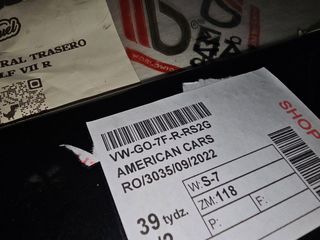 RAL TRASERO
LF VII R
WORLDWIDE
VW-GO-7F-R-RS2G
AMERICAN CARS
RO/3035/09/2022
39 tydz.
W: S-7
ZM: 118
P:
F:
SHOP